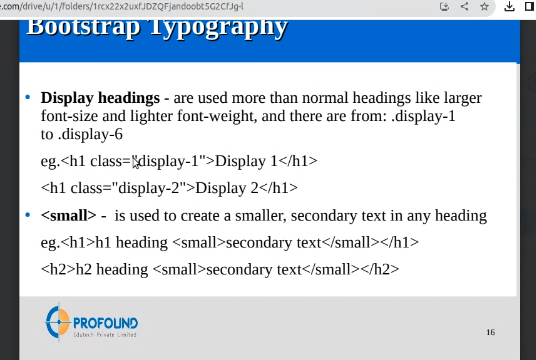 e.com/drive/u/1/folders/1rcx22x2uxfJDZQFjandoobt5G2CfJg-l
Bootstrap Typography
• Display headings - are used more than normal headings like larger
font-size and lighter font-weight, and there are from: .display-1
to .display-6
eg.<h1 class="display-1">Display 1</h1>
<h1 class="display-2">Display 2</h1>
• <small> - is used to create a smaller, secondary text in any heading
eg.<h1>h1 heading <small>secondary text</small></h1>
<h2>h2 heading <small>secondary text</small></h2>
PROFOUND
Edutech Private Limited
16